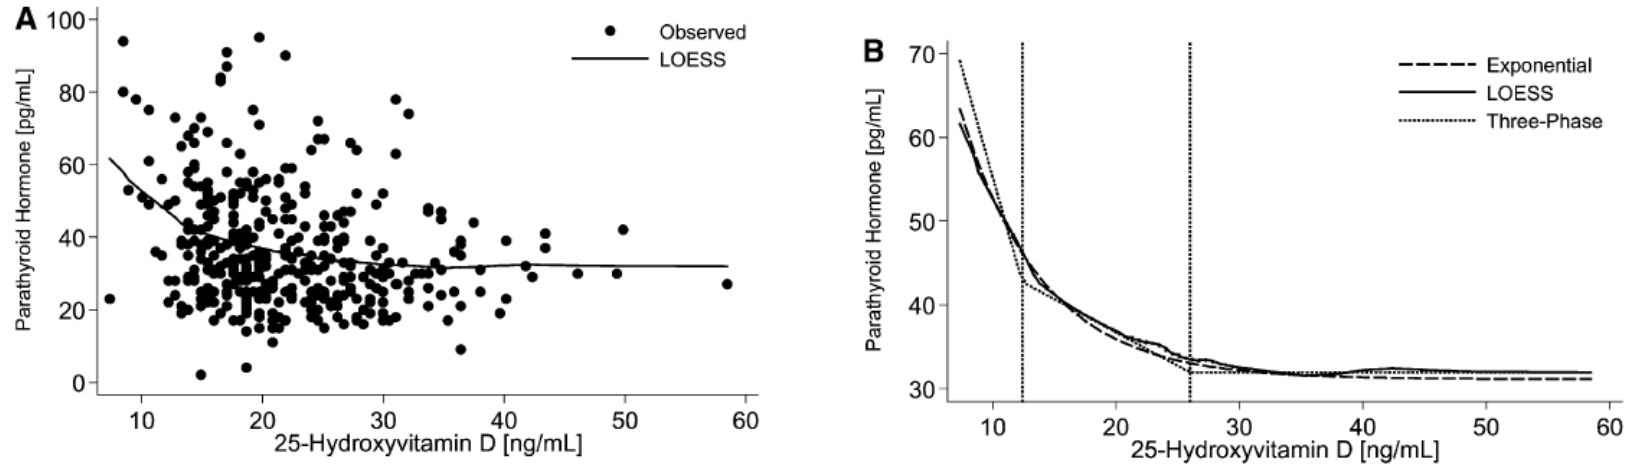 A
100
80
60
40
20
0
Parathyroid Hormone [pg/mL]
Observed
LOESS
10 20 30 40 50 60
25-Hydroxyvitamin D [ng/mL]
B
70
60
50
40
30
Parathyroid Hormone [pg/mL]
Exponential
LOESS
Three-Phase
10 20 30 40 50 60
25-Hydroxyvitamin D [ng/mL]